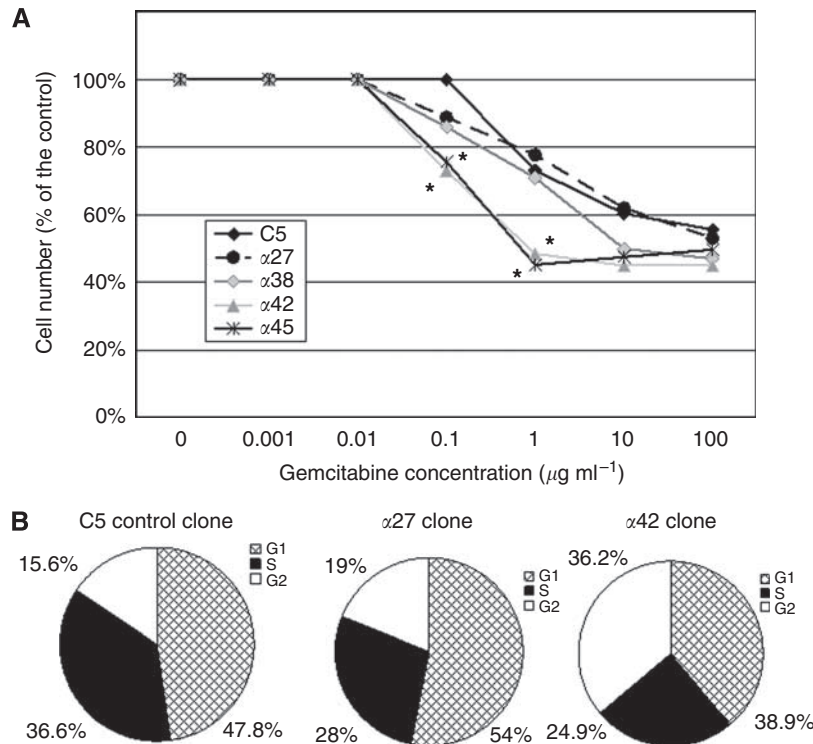 A
Cell number (% of the control)
100%
80%
60%
40%
20%
0%
C5
α27
α38
α42
α45
*
*
*
*
0 0.001 0.01 0.1 1 10 100
Gemcitabine concentration (μg ml⁻¹)
B
C5 control clone
15.6%
G1
S
G2
36.6%
47.8%
α27 clone
19%
G1
S
G2
28%
54%
α42 clone
36.2%
G1
S
G2
24.9%
38.9%